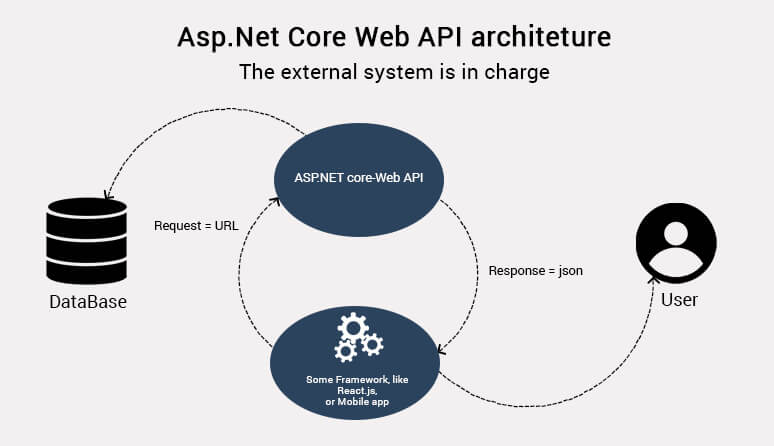 Asp.Net Core Web API architeture
The external system is in charge
ASP.NET core-Web API
Request = URL
Response = json
DataBase
User
Some Framework, like
React.js,
or Mobile app